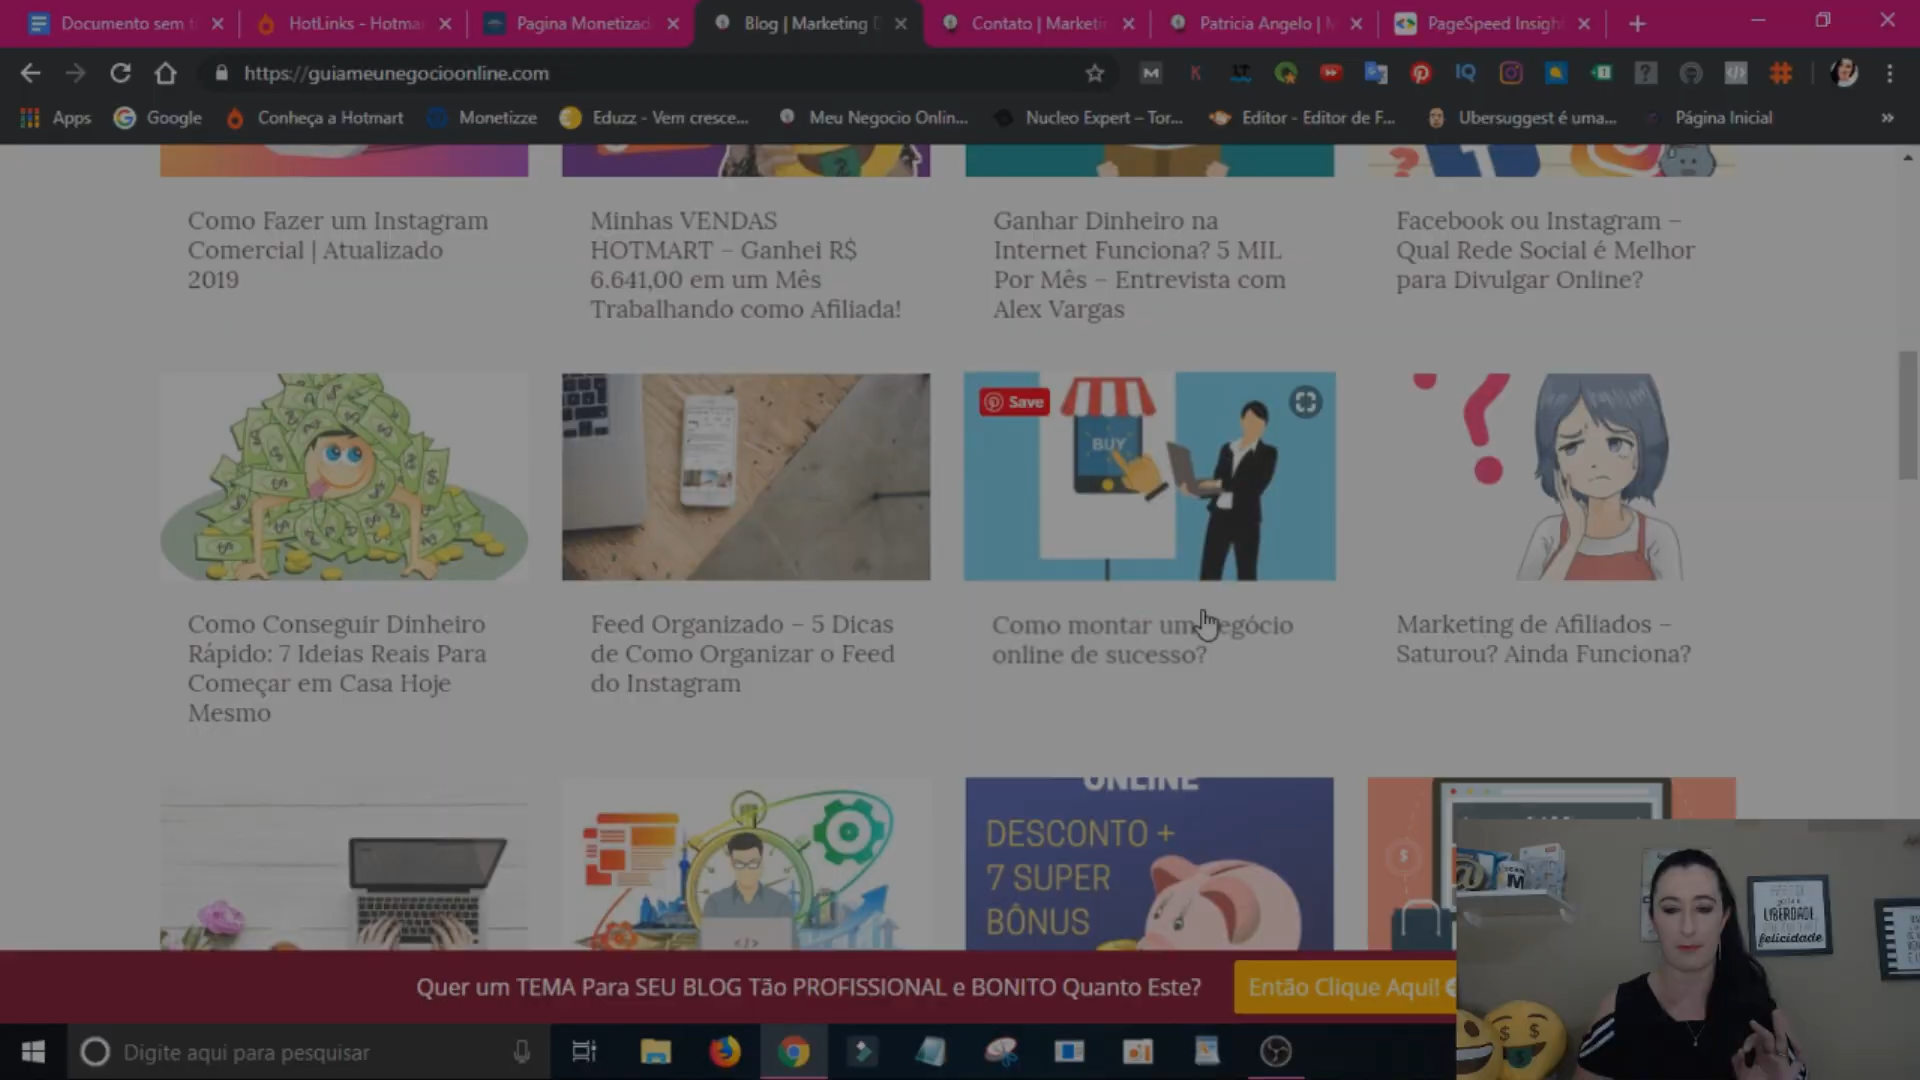 Documento sem t
HotLinks - Hotma
Pagina Monetizad
Blog | Marketing D
Contato | Marketin
Patricia Angelo | M
PageSpeed Insigh
https://guiameunegocioonline.com
Apps
Google
Conheça a Hotmart
Monetizze
Eduzz - Vem cresce...
Meu Negocio Onlin...
Nucleo Expert – Tor...
Editor - Editor de F...
Ubersuggest é uma...
Página Inicial
Como Fazer um Instagram
Comercial | Atualizado
2019
Minhas VENDAS
HOTMART – Ganhei R$
6.641,00 em um Mês
Trabalhando como Afiliada!
Ganhar Dinheiro na
Internet Funciona? 5 MIL
Por Mês – Entrevista com
Alex Vargas
Facebook ou Instagram –
Qual Rede Social é Melhor
para Divulgar Online?
Save
BUY
Como Conseguir Dinheiro
Rápido: 7 Ideias Reais Para
Começar em Casa Hoje
Mesmo
Feed Organizado – 5 Dicas
de Como Organizar o Feed
do Instagram
Como montar um negócio
online de sucesso?
Marketing de Afiliados –
Saturou? Ainda Funciona?
ONLINE
DESCONTO +
7 SUPER
BÔNUS
LIBERDADE
felicidade
Quer um TEMA Para SEU BLOG Tão PROFISSIONAL e BONITO Quanto Este?
Então Clique Aqui!
Digite aqui para pesquisar